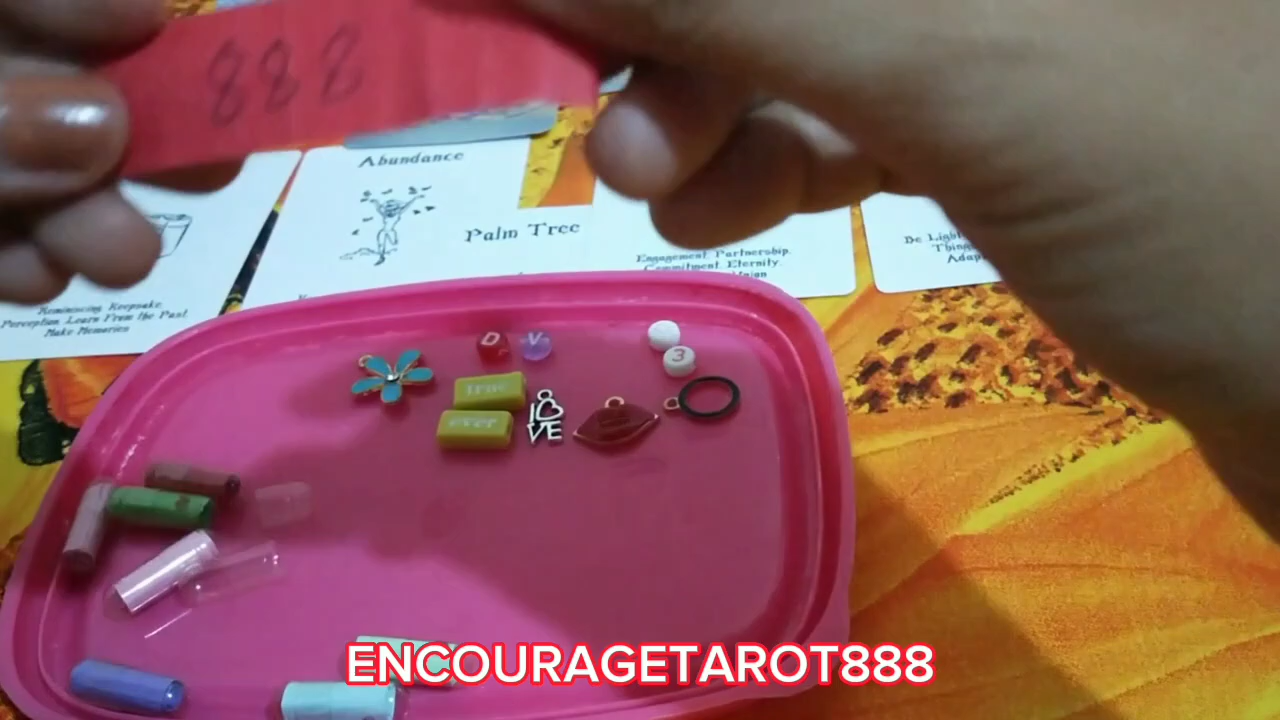 888
Abundance
Palm Tree
Engagement. Partnership.
Commitment. Eternity.
Union
Be Light
Things
Adap
Reminiscing. Keepsake.
Perception. Learn From the Past.
Make Memories
D V
3
true
ever
LOVE
ENCOURAGETAROT888